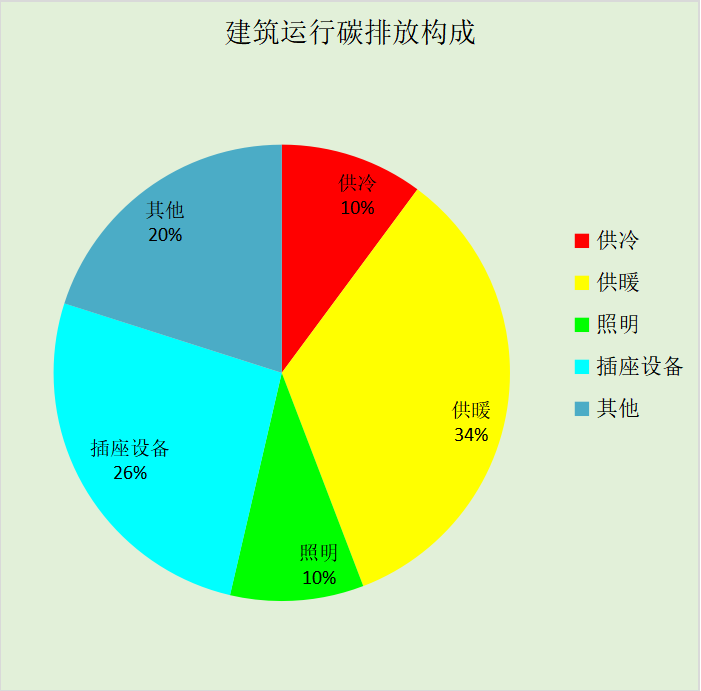 建筑运行碳排放构成
供冷
10%
供暖
34%
照明
10%
插座设备
26%
其他
20%
供冷
供暖
照明
插座设备
其他